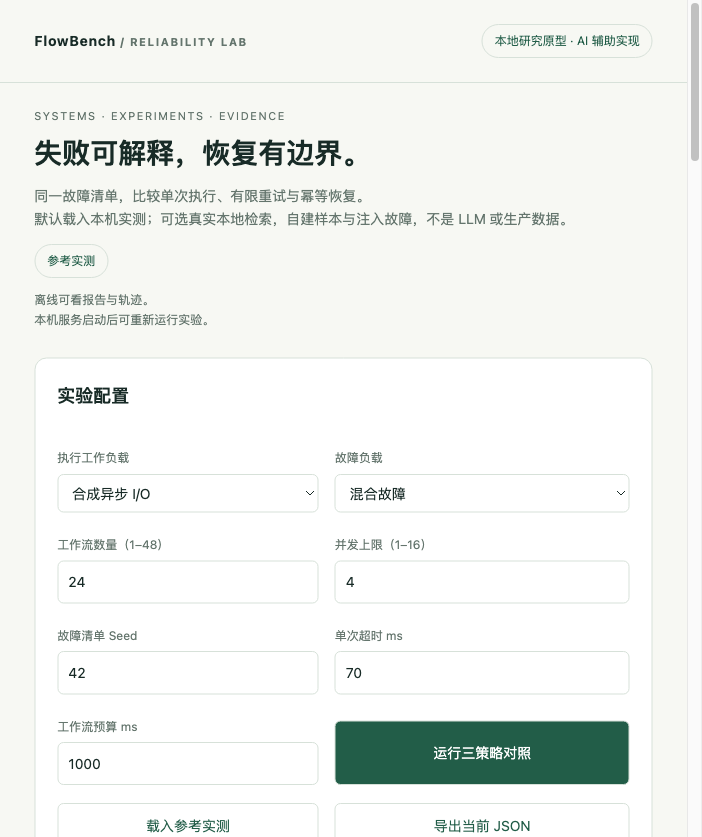 FlowBench / RELIABILITY LAB
本地研究原型 · AI 辅助实现
SYSTEMS · EXPERIMENTS · EVIDENCE
失败可解释，恢复有边界。
同一故障清单，比较单次执行、有限重试与幂等恢复。
默认载入本机实测；可选真实本地检索，自建样本与注入故障，不是 LLM 或生产数据。
参考实测
离线可看报告与轨迹。
本机服务启动后可重新运行实验。
实验配置
执行工作负载
故障负载
合成异步 I/O
混合故障
工作流数量（1–48）
并发上限（1–16）
24
4
故障清单 Seed
单次超时 ms
42
70
工作流预算 ms
1000
运行三策略对照
载入参考实测
导出当前 JSON